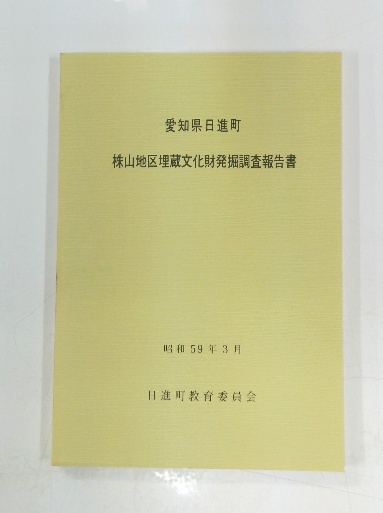 愛知県日進町
株山地区埋蔵文化財発掘調査報告書
昭和59年3月
日進町教育委員会